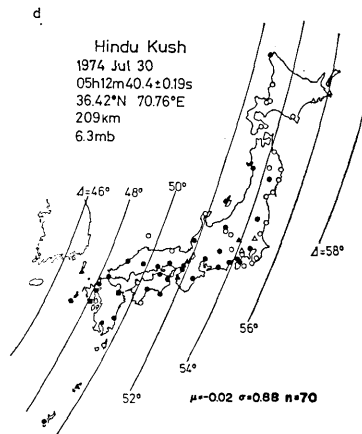 d
Hindu Kush
1974 Jul 30
05h12m40.4±0.19s
36.42°N 70.76°E
209km
6.3mb
Δ=46°
48°
50°
Δ=58°
56°
54°
52°
μ=-0.02 σ=0.88 n=70